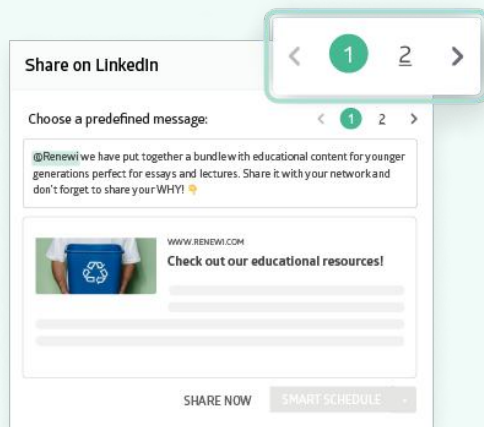 < 1 2 >
Share on LinkedIn
Choose a predefined message: < 1 2 >
@Renewi we have put together a bundle with educational content for younger
generations perfect for essays and lectures. Share it with your network and
don't forget to share your WHY! 👇
WWW.RENEWI.COM
Check out our educational resources!
SHARE NOW SMART SCHEDULE